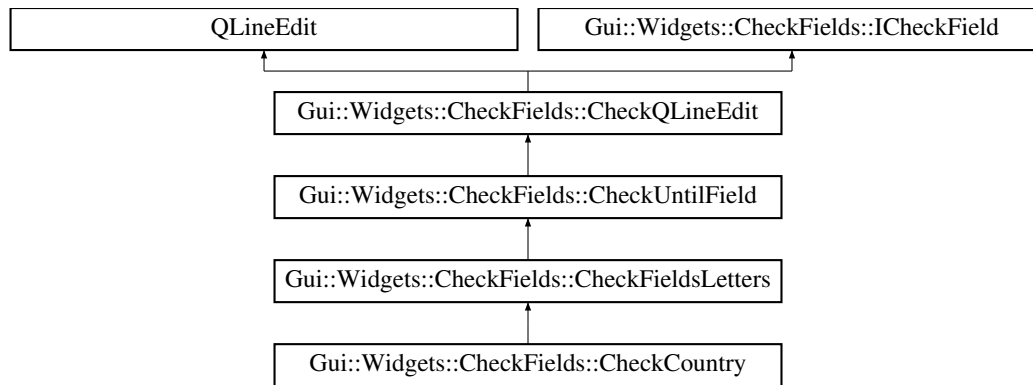 QLineEdit
Gui::Widgets::CheckFields::ICheckField
Gui::Widgets::CheckFields::CheckQLineEdit
Gui::Widgets::CheckFields::CheckUntilField
Gui::Widgets::CheckFields::CheckFieldsLetters
Gui::Widgets::CheckFields::CheckCountry